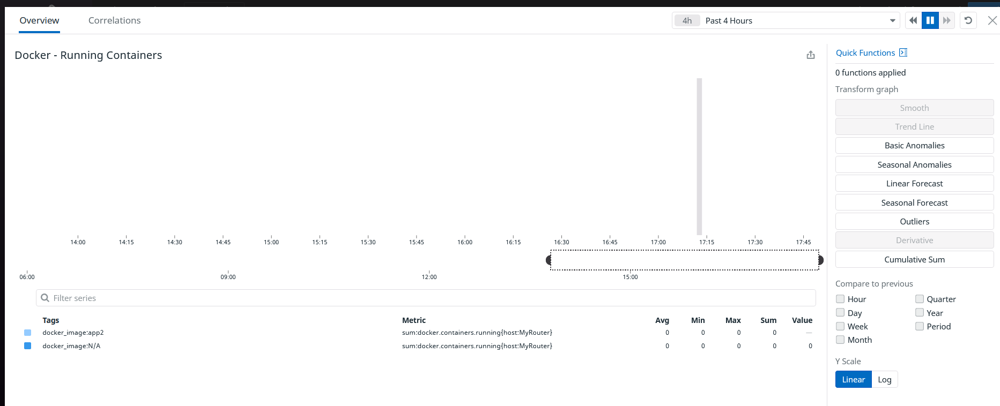 Overview Correlations 4h Past 4 Hours
Docker - Running Containers
14:00 14:15 14:30 14:45 15:00 15:15 15:30 15:45 16:00 16:15 16:30 16:45 17:00 17:15 17:30 17:45
06:00 09:00 12:00 15:00
Filter series
Tags Metric Avg Min Max Sum Value
docker_image:app2 sum:docker.containers.running{host:MyRouter} 0 0 0 0 —
docker_image:N/A sum:docker.containers.running{host:MyRouter} 0 0 0 0 0
Quick Functions
0 functions applied
Transform graph
Smooth
Trend Line
Basic Anomalies
Seasonal Anomalies
Linear Forecast
Seasonal Forecast
Outliers
Derivative
Cumulative Sum
Compare to previous
Hour Quarter
Day Year
Week Period
Month
Y Scale
Linear Log